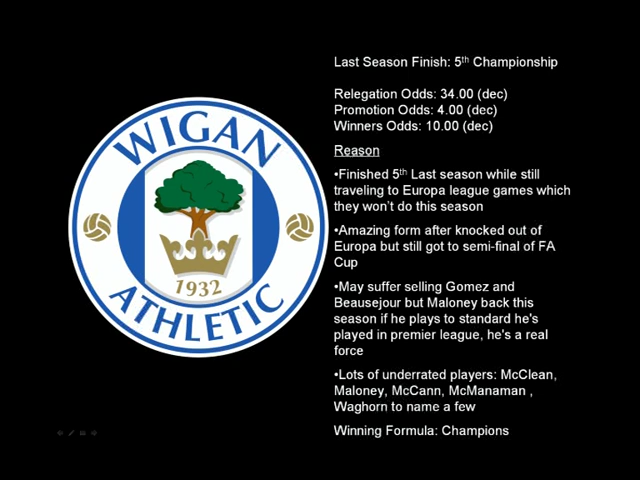 Last Season Finish: 5th Championship
Relegation Odds: 34.00 (dec)
Promotion Odds: 4.00 (dec)
Winners Odds: 10.00 (dec)
Reason
•Finished 5th Last season while still
traveling to Europa league games which
they won't do this season
•Amazing form after knocked out of
Europa but still got to semi-final of FA
Cup
•May suffer selling Gomez and
Beausejour but Maloney back this
season if he plays to standard he's
played in premier league, he's a real
force
•Lots of underrated players: McClean,
Maloney, McCann, McManaman ,
Waghorn to name a few
Winning Formula: Champions
WIGAN
1932
ATHLETIC